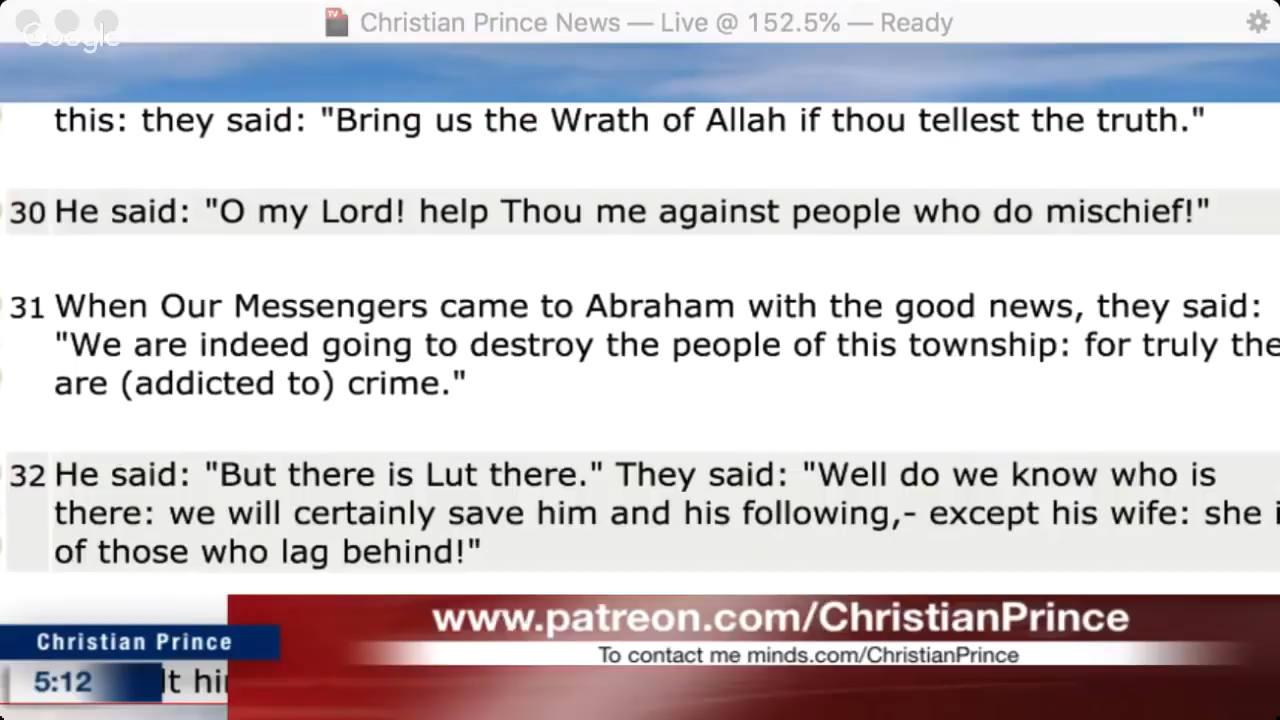 Christian Prince News — Live @ 152.5% — Ready
Google
this: they said: "Bring us the Wrath of Allah if thou tellest the truth."
30 He said: "O my Lord! help Thou me against people who do mischief!"
31 When Our Messengers came to Abraham with the good news, they said:
"We are indeed going to destroy the people of this township: for truly the
are (addicted to) crime."
32 He said: "But there is Lut there." They said: "Well do we know who is
there: we will certainly save him and his following,- except his wife: she i
of those who lag behind!"
www.patreon.com/ChristianPrince
Christian Prince
To contact me minds.com/ChristianPrince
5:12